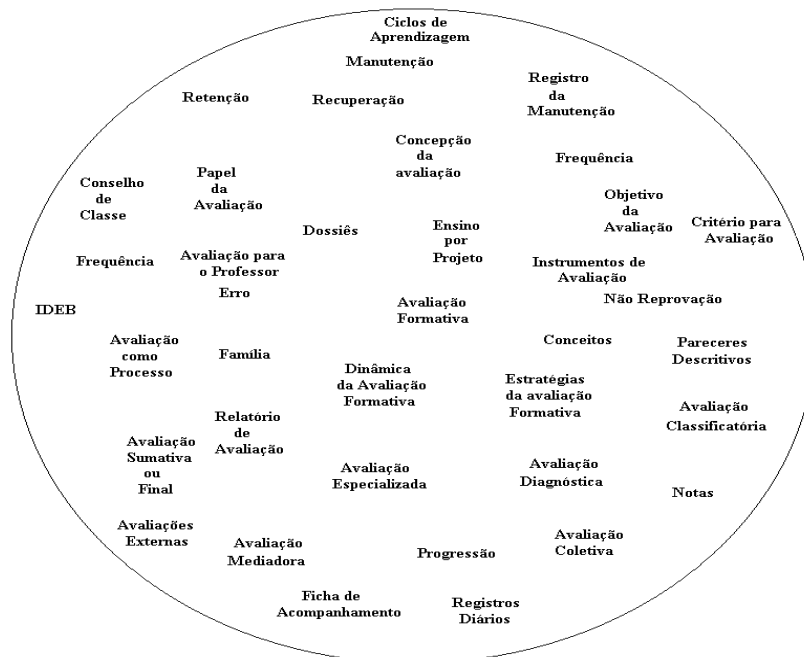 Ciclos de
Aprendizagem
Manutenção
Retenção
Recuperação
Registro
da
Manutenção
Concepção
da
avaliação
Frequência
Conselho
de
Classe
Papel
da
Avaliação
Objetivo
da
Avaliação
Critério para
Avaliação
Dossiês
Ensino
por
Projeto
Frequência
Avaliação para
o Professor
Erro
Instrumentos de
Avaliação
Não Reprovação
IDEB
Avaliação
Formativa
Avaliação
como
Processo
Família
Conceitos
Pareceres
Descritivos
Dinâmica
da Avaliação
Formativa
Estratégias
da avaliação
Formativa
Avaliação
Classificatória
Relatório
de
Avaliação
Avaliação
Sumativa
ou
Final
Avaliação
Especializada
Avaliação
Diagnóstica
Notas
Avaliações
Externas
Avaliação
Mediadora
Progressão
Avaliação
Coletiva
Ficha de
Acompanhamento
Registros
Diários